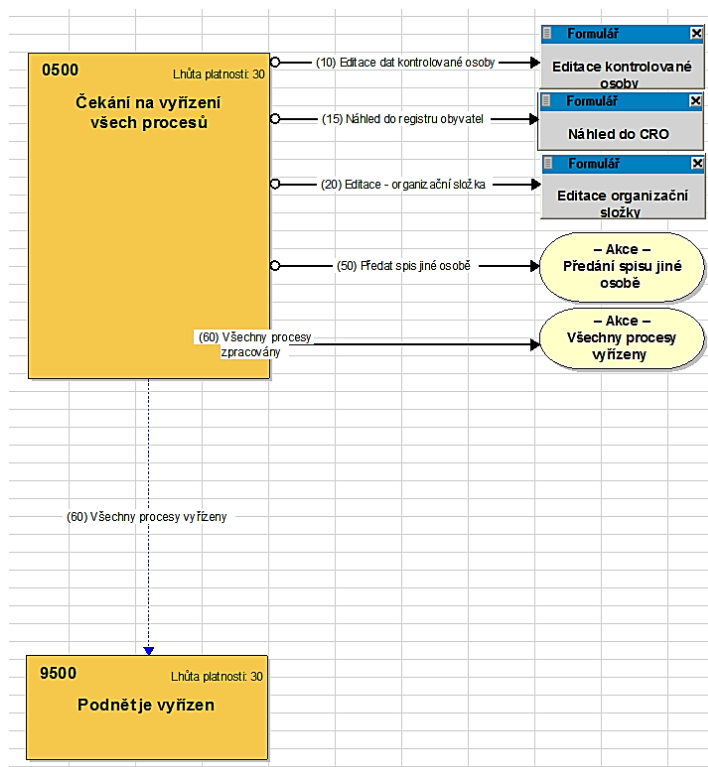 0500
Lhůta platnosti: 30
Čekání na vyřízení
všech procesů
(10) Editace dat kontrolované osoby
Formulář
Editace kontrolované
osoby
(15) Náhled do registru obyvatel
Formulář
Náhled do CRO
(20) Editace - organizační složka
Formulář
Editace organizační
složky
(50) Předat spis jiné osobě
-- Akce --
Předání spisu jiné
osobě
(60) Všechny procesy
zpracovány
-- Akce --
Všechny procesy
vyřízeny
(60) Všechny procesy vyřízeny
9500
Lhůta platnosti: 30
Podnět je vyřízen